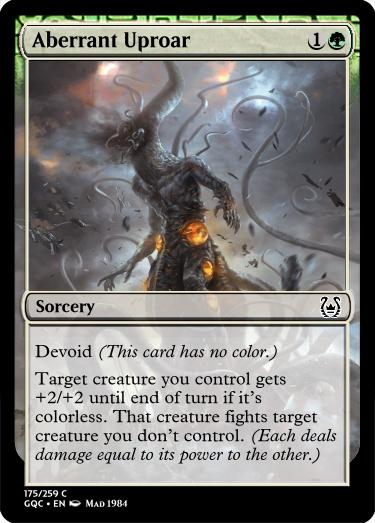 Aberrant Uproar 1
Sorcery
Devoid (This card has no color.)
Target creature you control gets
+2/+2 until end of turn if it's
colorless. That creature fights target
creature you don't control. (Each deals
damage equal to its power to the other.)
175/259 C
GQC • EN MAD 1984